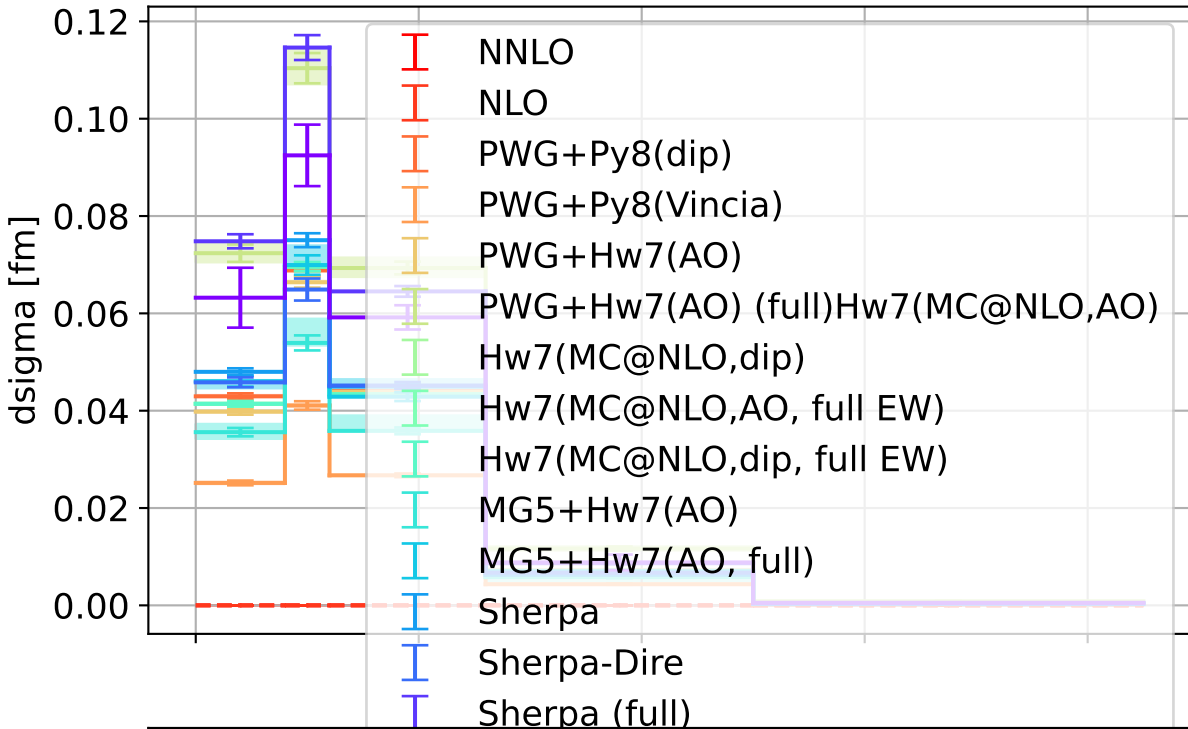 0.12
0.10
0.08
0.06
0.04
0.02
0.00
dsigma [fm]
NNLO
NLO
PWG+Py8(dip)
PWG+Py8(Vincia)
PWG+Hw7(AO)
PWG+Hw7(AO) (full)Hw7(MC@NLO,AO)
Hw7(MC@NLO,dip)
Hw7(MC@NLO,AO, full EW)
Hw7(MC@NLO,dip, full EW)
MG5+Hw7(AO)
MG5+Hw7(AO, full)
Sherpa
Sherpa-Dire
Sherpa (full)